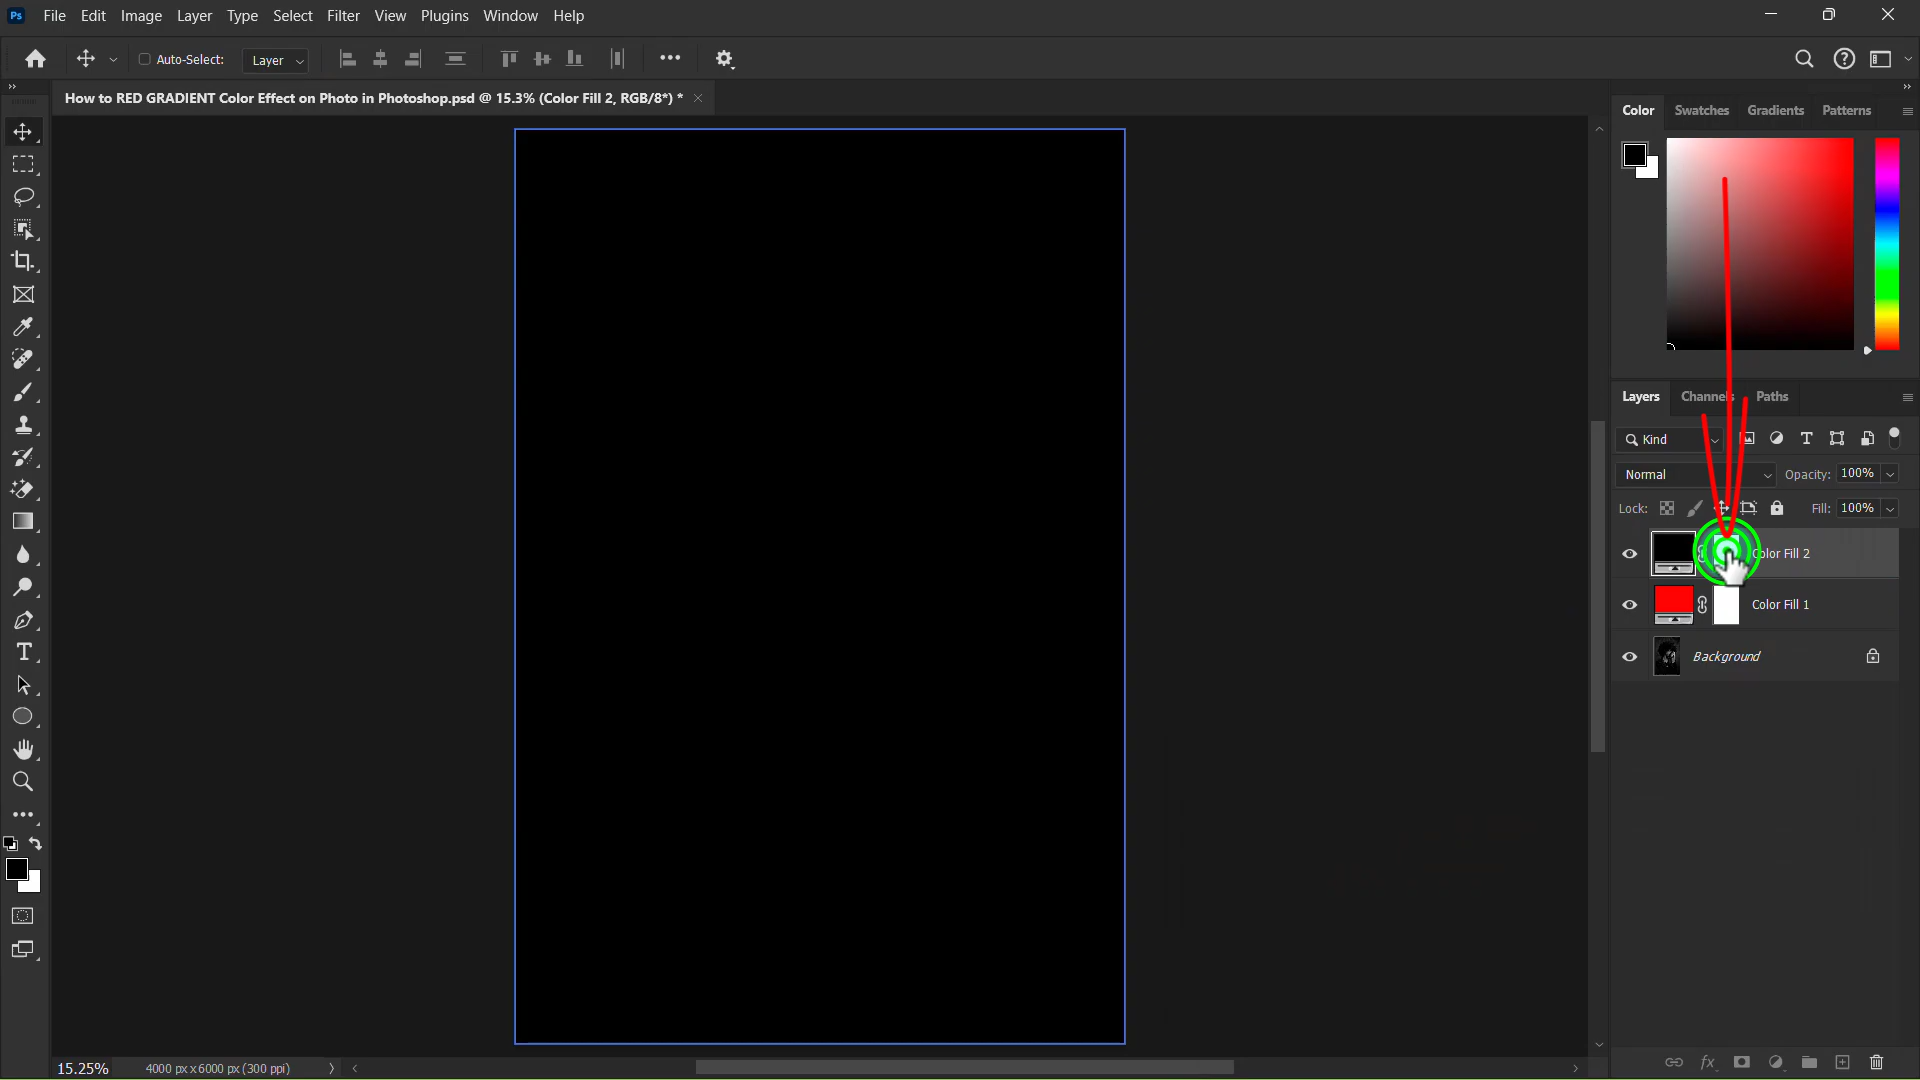 Ps File Edit Image Layer Type Select Filter View Plugins Window Help
Auto-Select: Layer
How to RED GRADIENT Color Effect on Photo in Photoshop.psd @ 15.3% (Color Fill 2, RGB/8*) *
Color Swatches Gradients Patterns
Layers Channels Paths
Kind
Normal Opacity: 100%
Lock: Fill: 100%
Color Fill 2
Color Fill 1
Background
15.25% 4000 px x 6000 px (300 ppi)